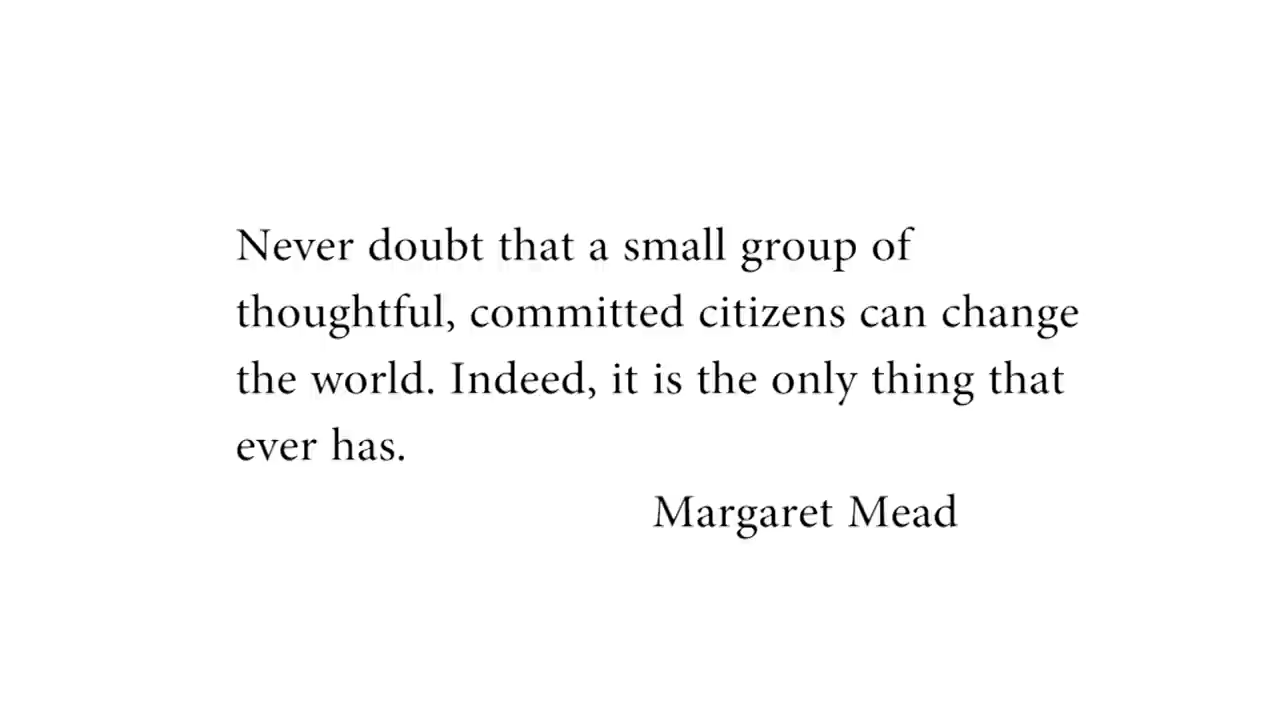 Never doubt that a small group of
thoughtful, committed citizens can change
the world. Indeed, it is the only thing that
ever has.
Margaret Mead